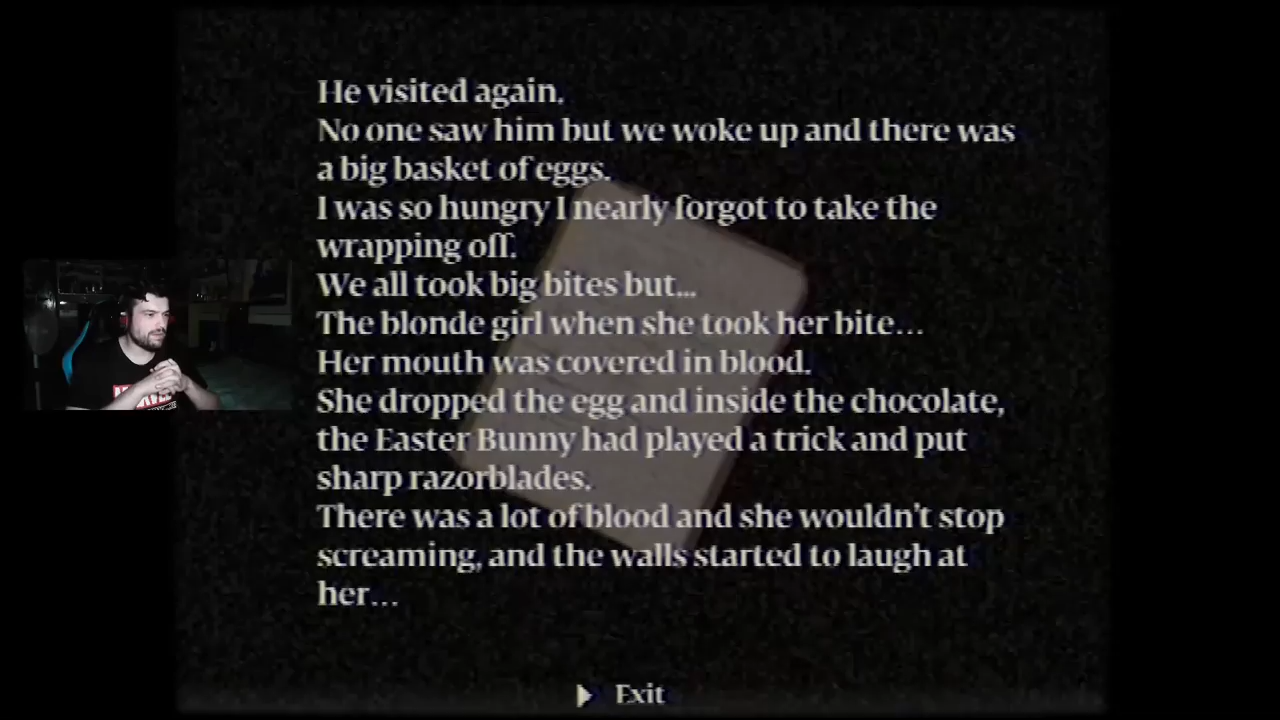 He visited again.
No one saw him but we woke up and there was
a big basket of eggs.
I was so hungry I nearly forgot to take the
wrapping off.
We all took big bites but...
The blonde girl when she took her bite...
Her mouth was covered in blood.
She dropped the egg and inside the chocolate,
the Easter Bunny had played a trick and put
sharp razorblades.
There was a lot of blood and she wouldn't stop
screaming, and the walls started to laugh at
her...
Exit